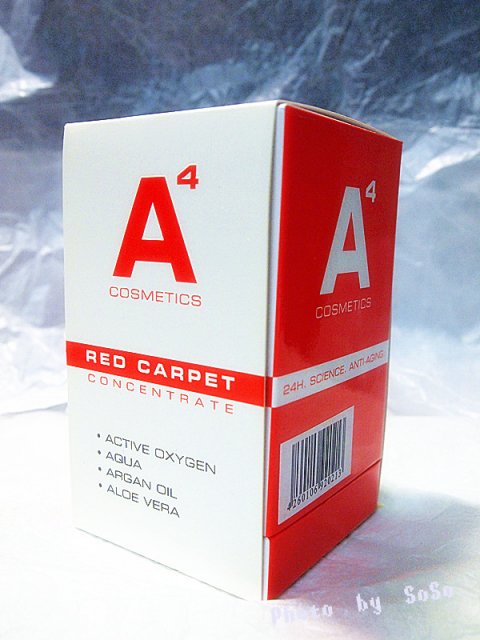 A4
COSMETICS
RED CARPET
CONCENTRATE
• ACTIVE OXYGEN
• AQUA
• ARGAN OIL
• ALOE VERA
A4
COSMETICS
24H. SCIENCE. ANTI-AGING.
Photo by SoSo